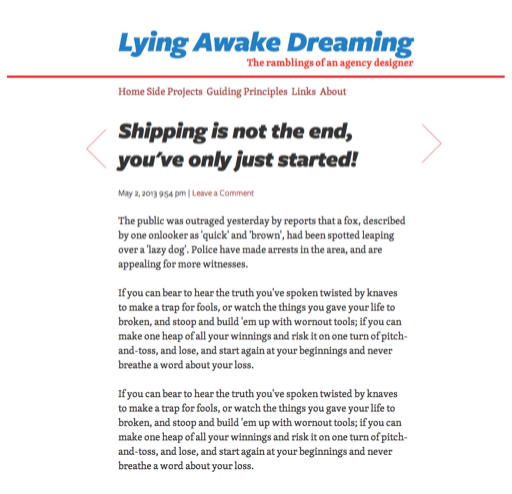 Lying Awake Dreaming
The ramblings of an agency designer
Home Side Projects Guiding Principles Links About
Shipping is not the end,
you've only just started!
May 2, 2013 9:54 pm | Leave a Comment
The public was outraged yesterday by reports that a fox, described
by one onlooker as 'quick' and 'brown', had been spotted leaping
over a 'lazy dog'. Police have made arrests in the area, and are
appealing for more witnesses.
If you can bear to hear the truth you've spoken twisted by knaves
to make a trap for fools, or watch the things you gave your life to
broken, and stoop and build 'em up with wornout tools; if you can
make one heap of all your winnings and risk it on one turn of pitch-
and-toss, and lose, and start again at your beginnings and never
breathe a word about your loss.
If you can bear to hear the truth you've spoken twisted by knaves
to make a trap for fools, or watch the things you gave your life to
broken, and stoop and build 'em up with wornout tools; if you can
make one heap of all your winnings and risk it on one turn of pitch-
and-toss, and lose, and start again at your beginnings and never
breathe a word about your loss.